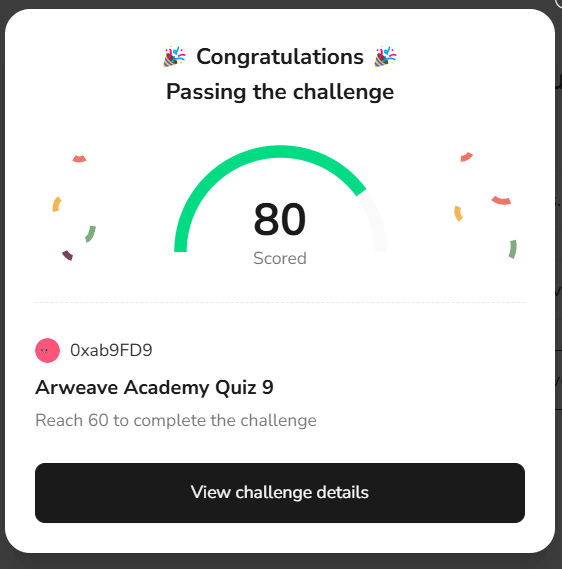 🎉 Congratulations 🎉
Passing the challenge
80
Scored
0xab9FD9
Arweave Academy Quiz 9
Reach 60 to complete the challenge
View challenge details